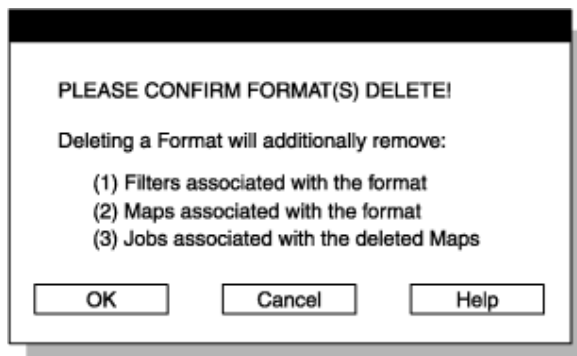 PLEASE CONFIRM FORMAT(S) DELETE!
Deleting a Format will additionally remove:
(1) Filters associated with the format
(2) Maps associated with the format
(3) Jobs associated with the deleted Maps
OK Cancel Help